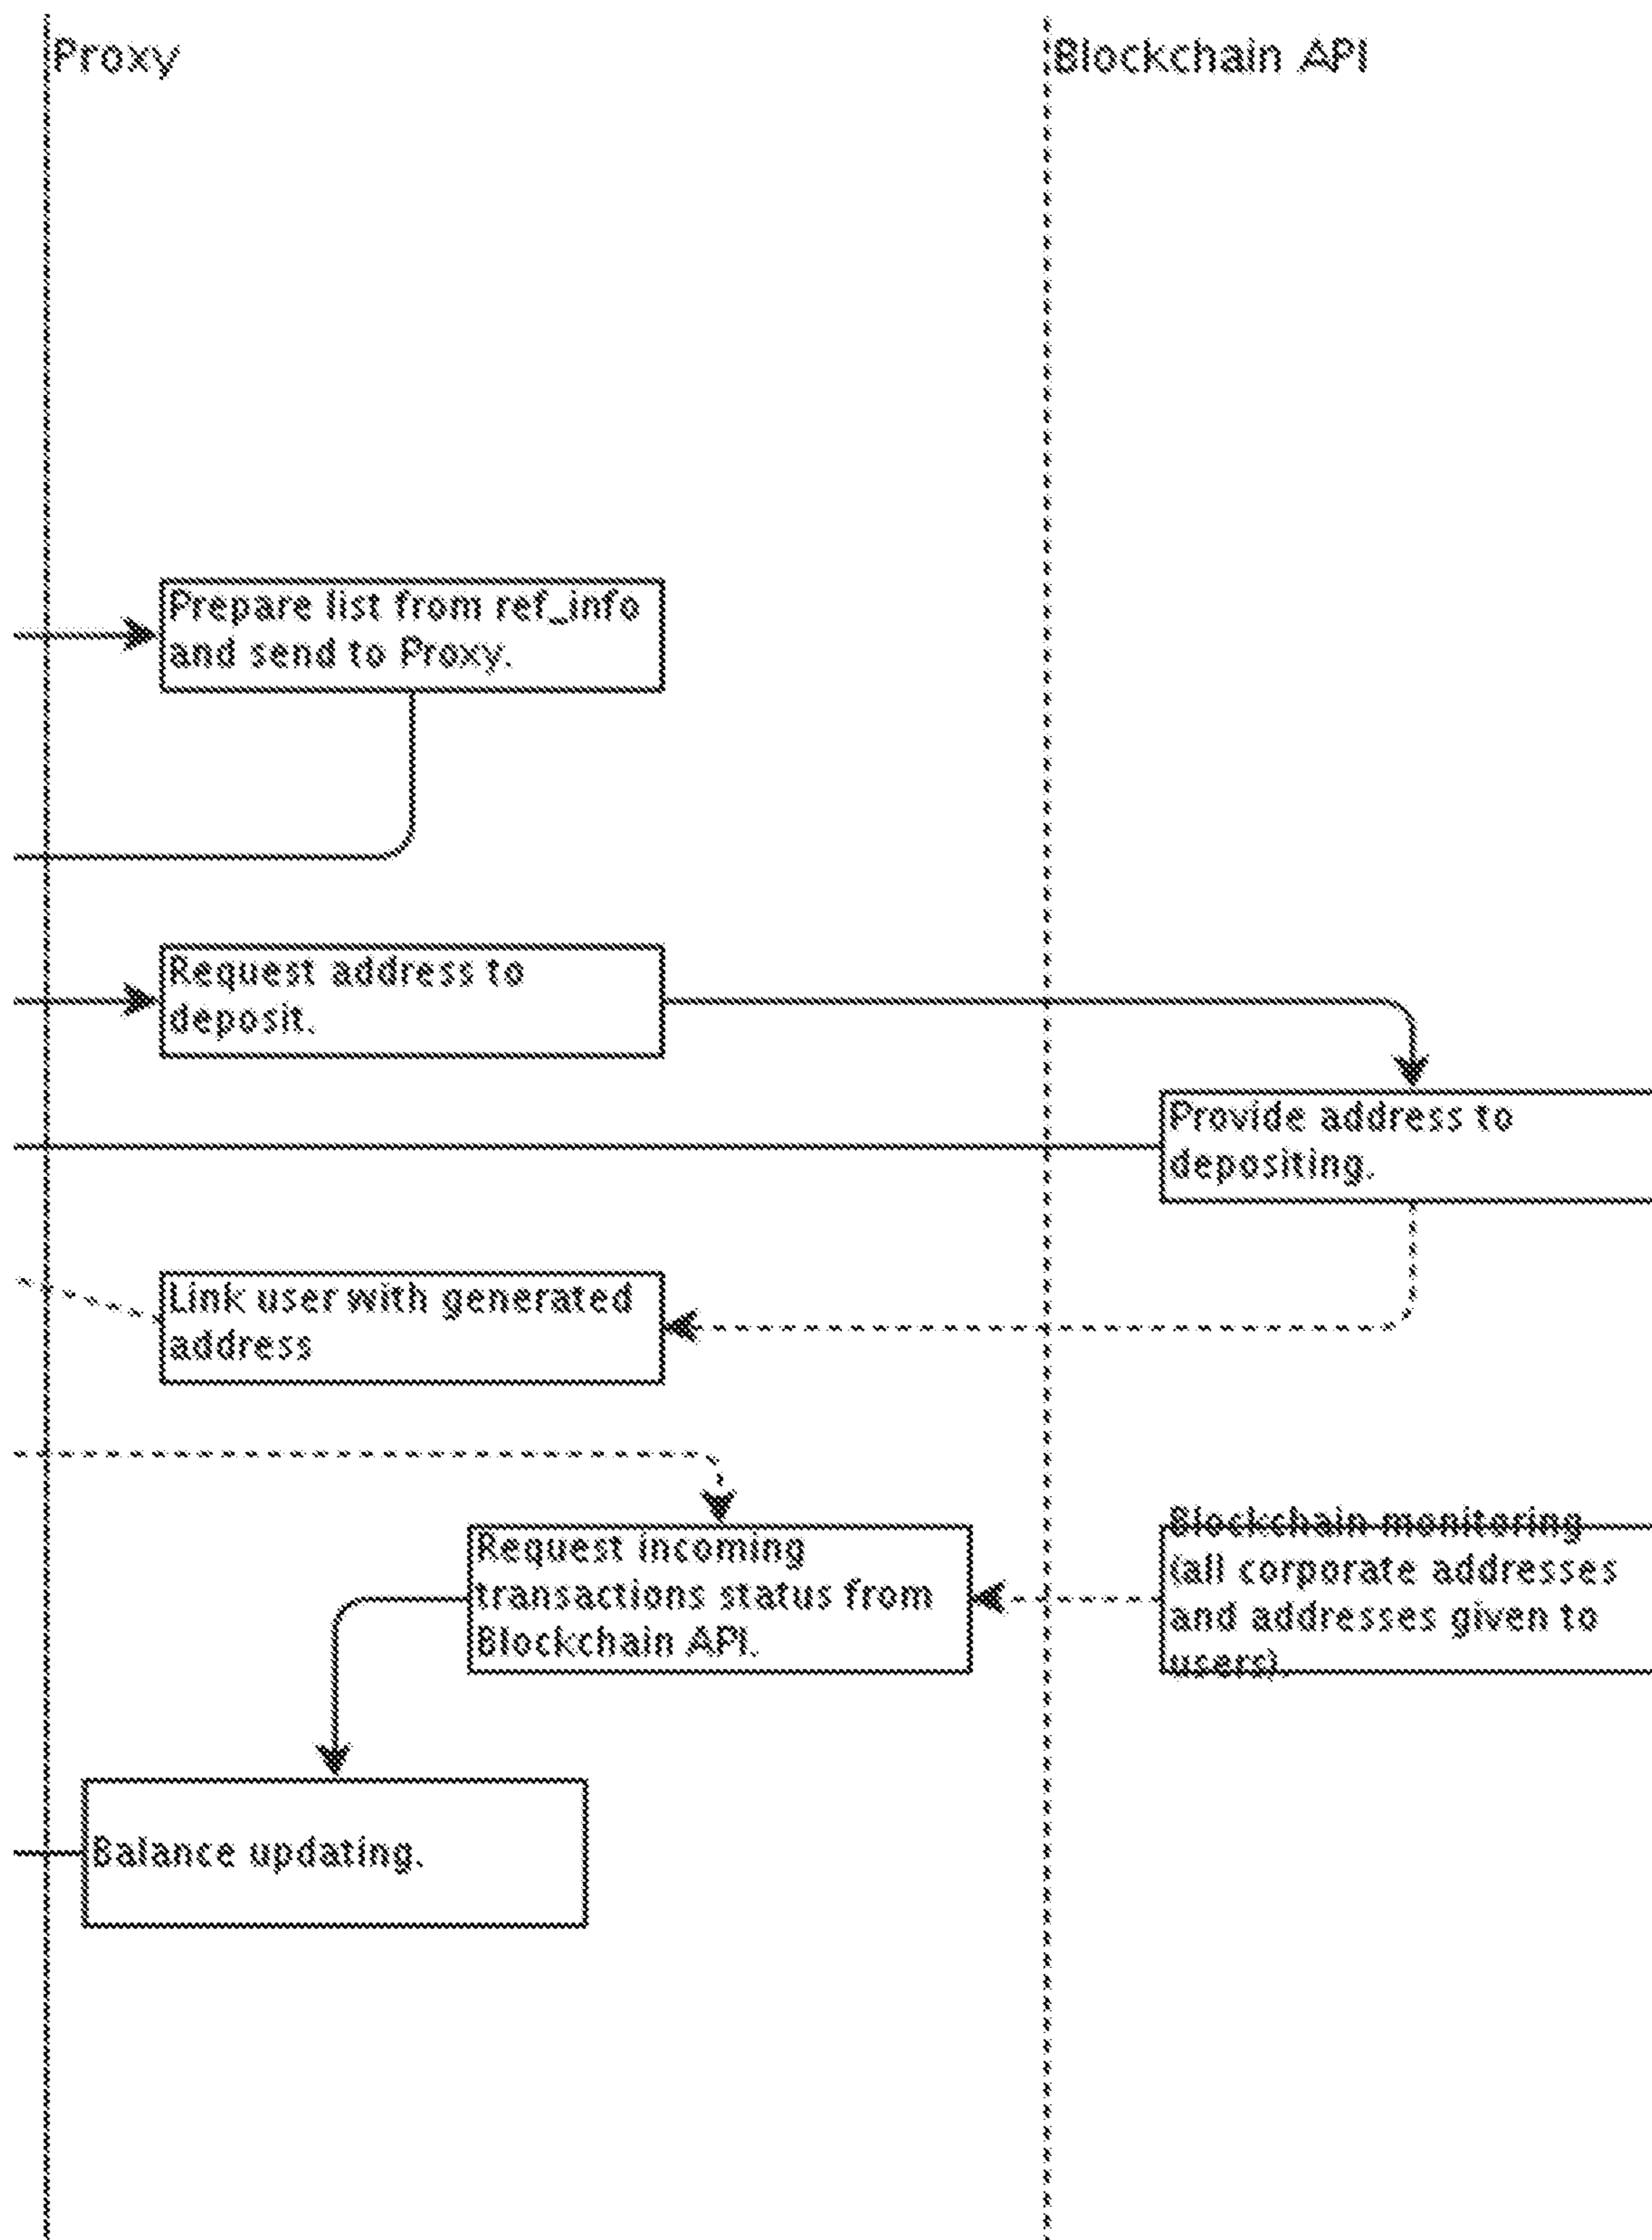 Proxy
Blockchain API
Prepare list from ref_info
and send to Proxy.
Request address to
deposit.
Provide address to
depositing.
Link user with generated
address
Request incoming
transactions status from
Blockchain API.
Blockchain monitoring
(all corporate addresses
and addresses given to
users).
Balance updating.